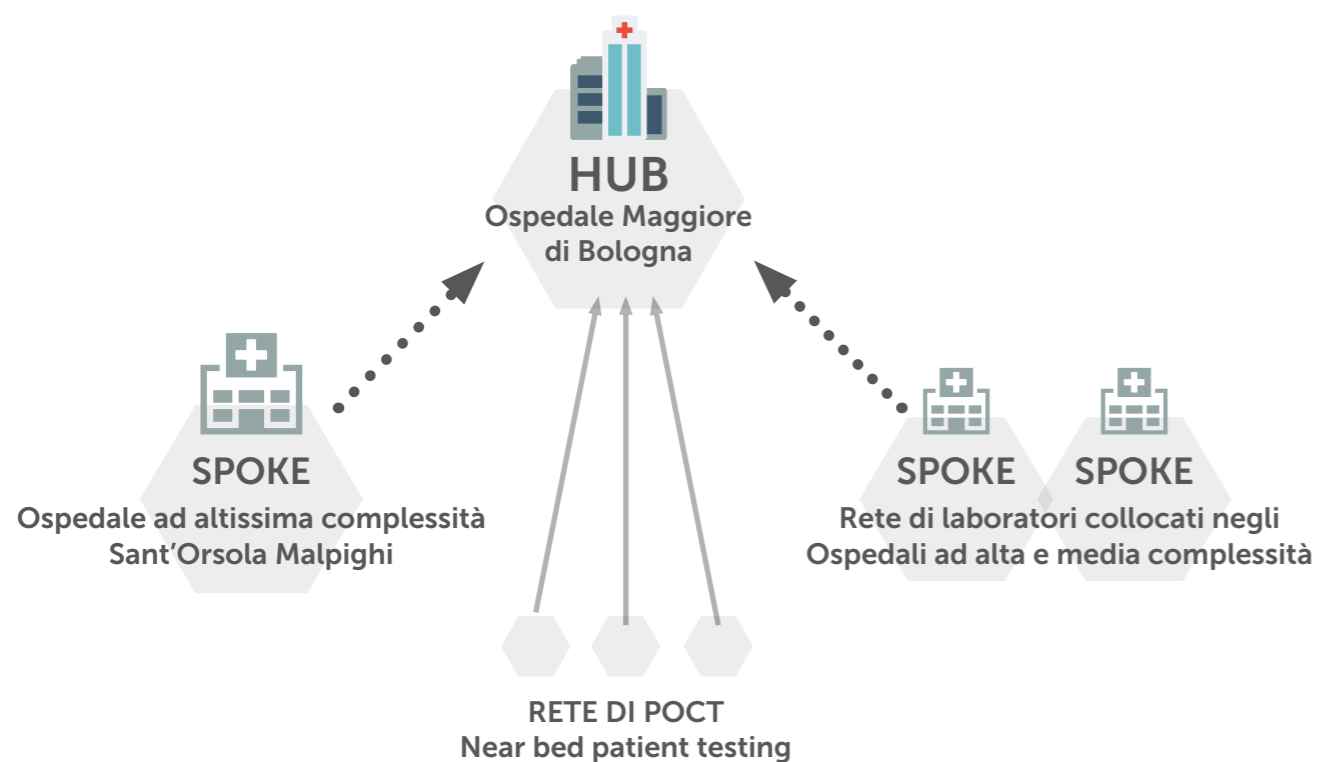 HUB
Ospedale Maggiore
di Bologna
SPOKE
Ospedale ad altissima complessità
Sant'Orsola Malpighi
SPOKE
SPOKE
Rete di laboratori collocati negli
Ospedali ad alta e media complessità
RETE DI POCT
Near bed patient testing